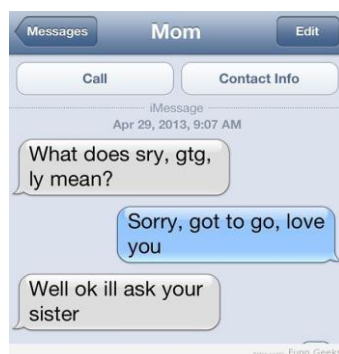 Messages Mom Edit
Call Contact Info
iMessage
Apr 29, 2013, 9:07 AM
What does sry, gtg,
ly mean?
Sorry, got to go, love
you
Well ok ill ask your
sister